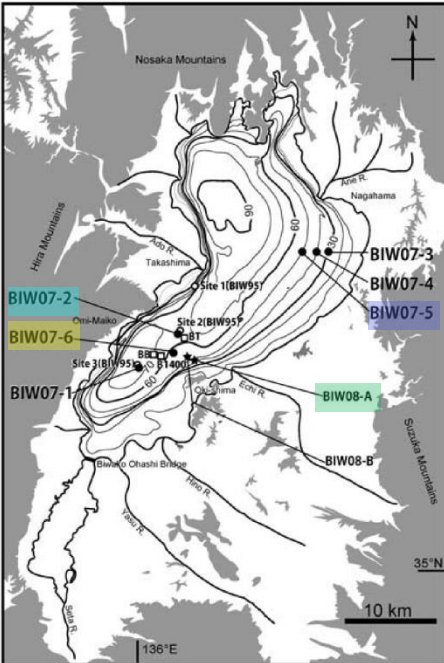 N
Nosaka Mountains
Ane R.
Nagahama
90
60
30
Hira Mountains
Ado R.
Takashima
BIW07-3
BIW07-4
BIW07-5
Site 1(BIW95)
BIW07-2
Omi-Maiko
Site 2(BIW95)
BT
BIW07-6
BB
B1400
Site 3(BIW95)
70
60
BIW07-1
Oki-shima
Echi R.
BIW08-A
BIW08-B
Suzuka Mountains
Biwako Ohashi Bridge
Hino R.
Yasu R.
Seta R.
35°N
10 km
136°E